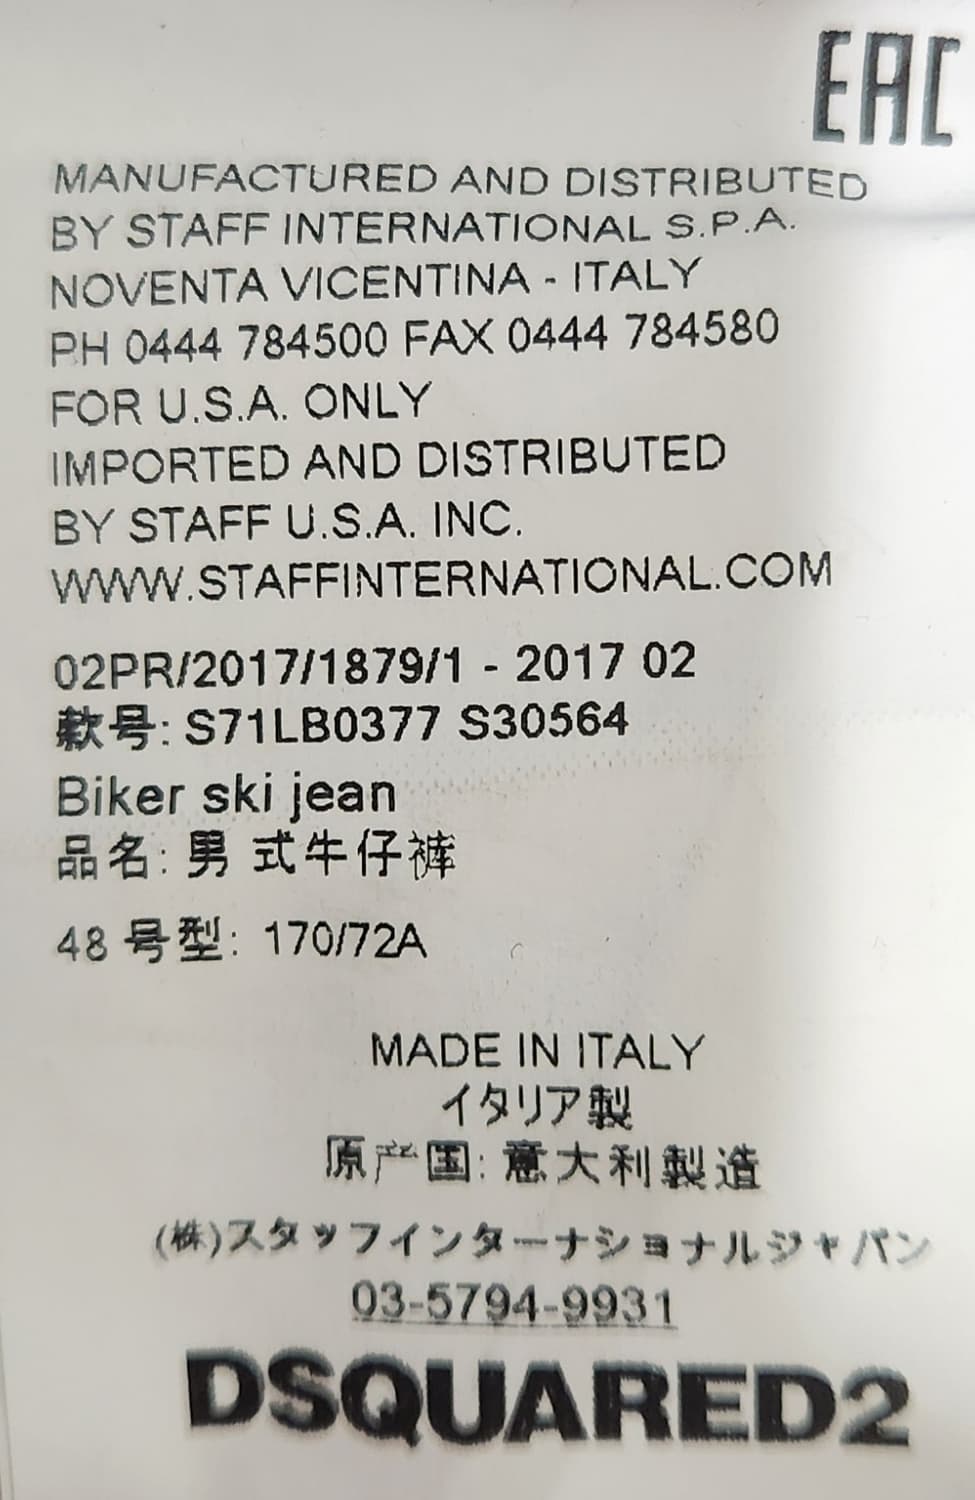 EAC
MANUFACTURED AND DISTRIBUTED
BY STAFF INTERNATIONAL S.P.A.
NOVENTA VICENTINA - ITALY
PH 0444 784500 FAX 0444 784580
FOR U.S.A. ONLY
IMPORTED AND DISTRIBUTED
BY STAFF U.S.A. INC.
WWW.STAFFINTERNATIONAL.COM
02PR/2017/1879/1 - 2017 02
款号: S71LB0377 S30564
Biker ski jean
品名: 男 式牛仔裤
48 号型: 170/72A
MADE IN ITALY
イタリア製
原产国: 意大利製造
(株)スタッフインターナショナルジャパン
03-5794-9931
DSQUARED2